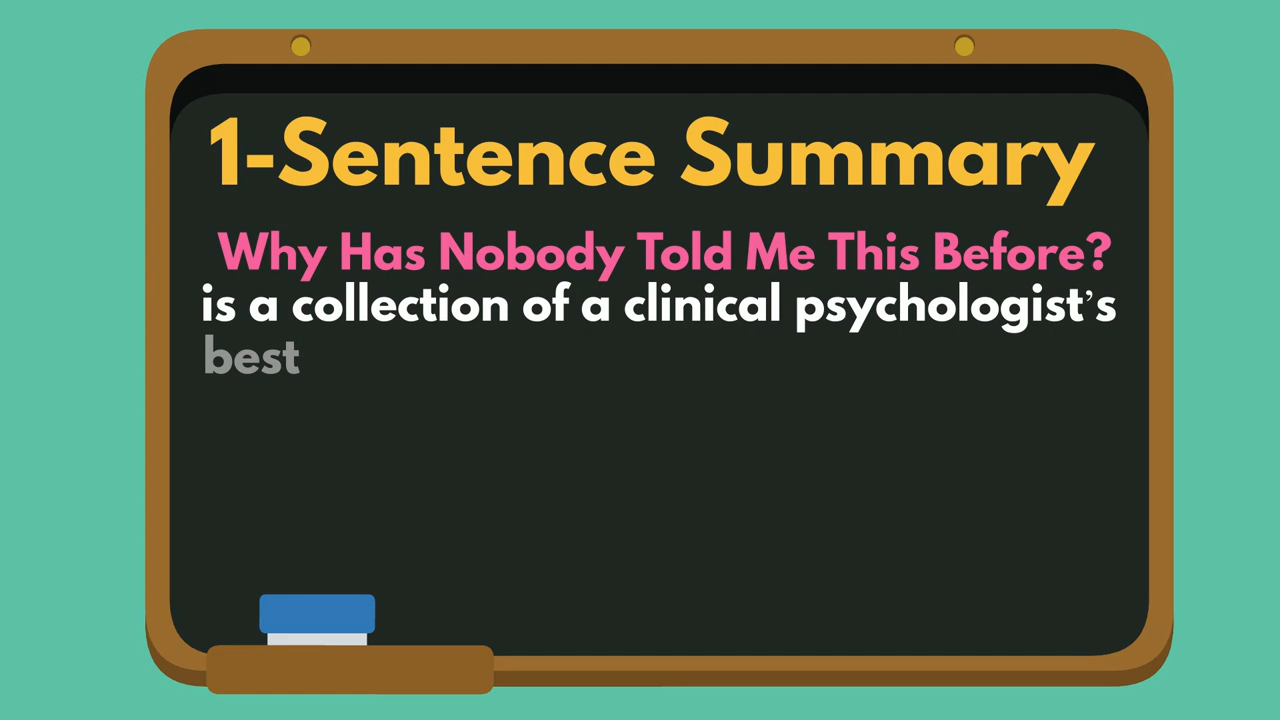 1-Sentence Summary
Why Has Nobody Told Me This Before?
is a collection of a clinical psychologist’s
best